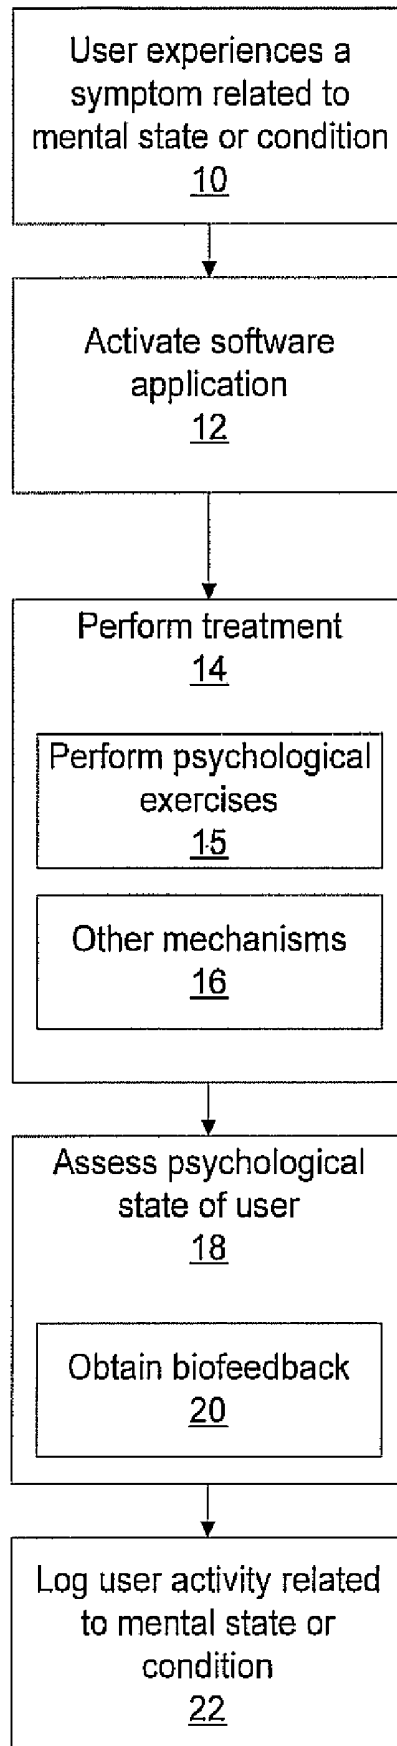 User experiences a
symptom related to
mental state or condition
10
Activate software
application
12
Perform treatment
14
Perform psychological
exercises
15
Other mechanisms
16
Assess psychological
state of user
18
Obtain biofeedback
20
Log user activity related
to mental state or
condition
22